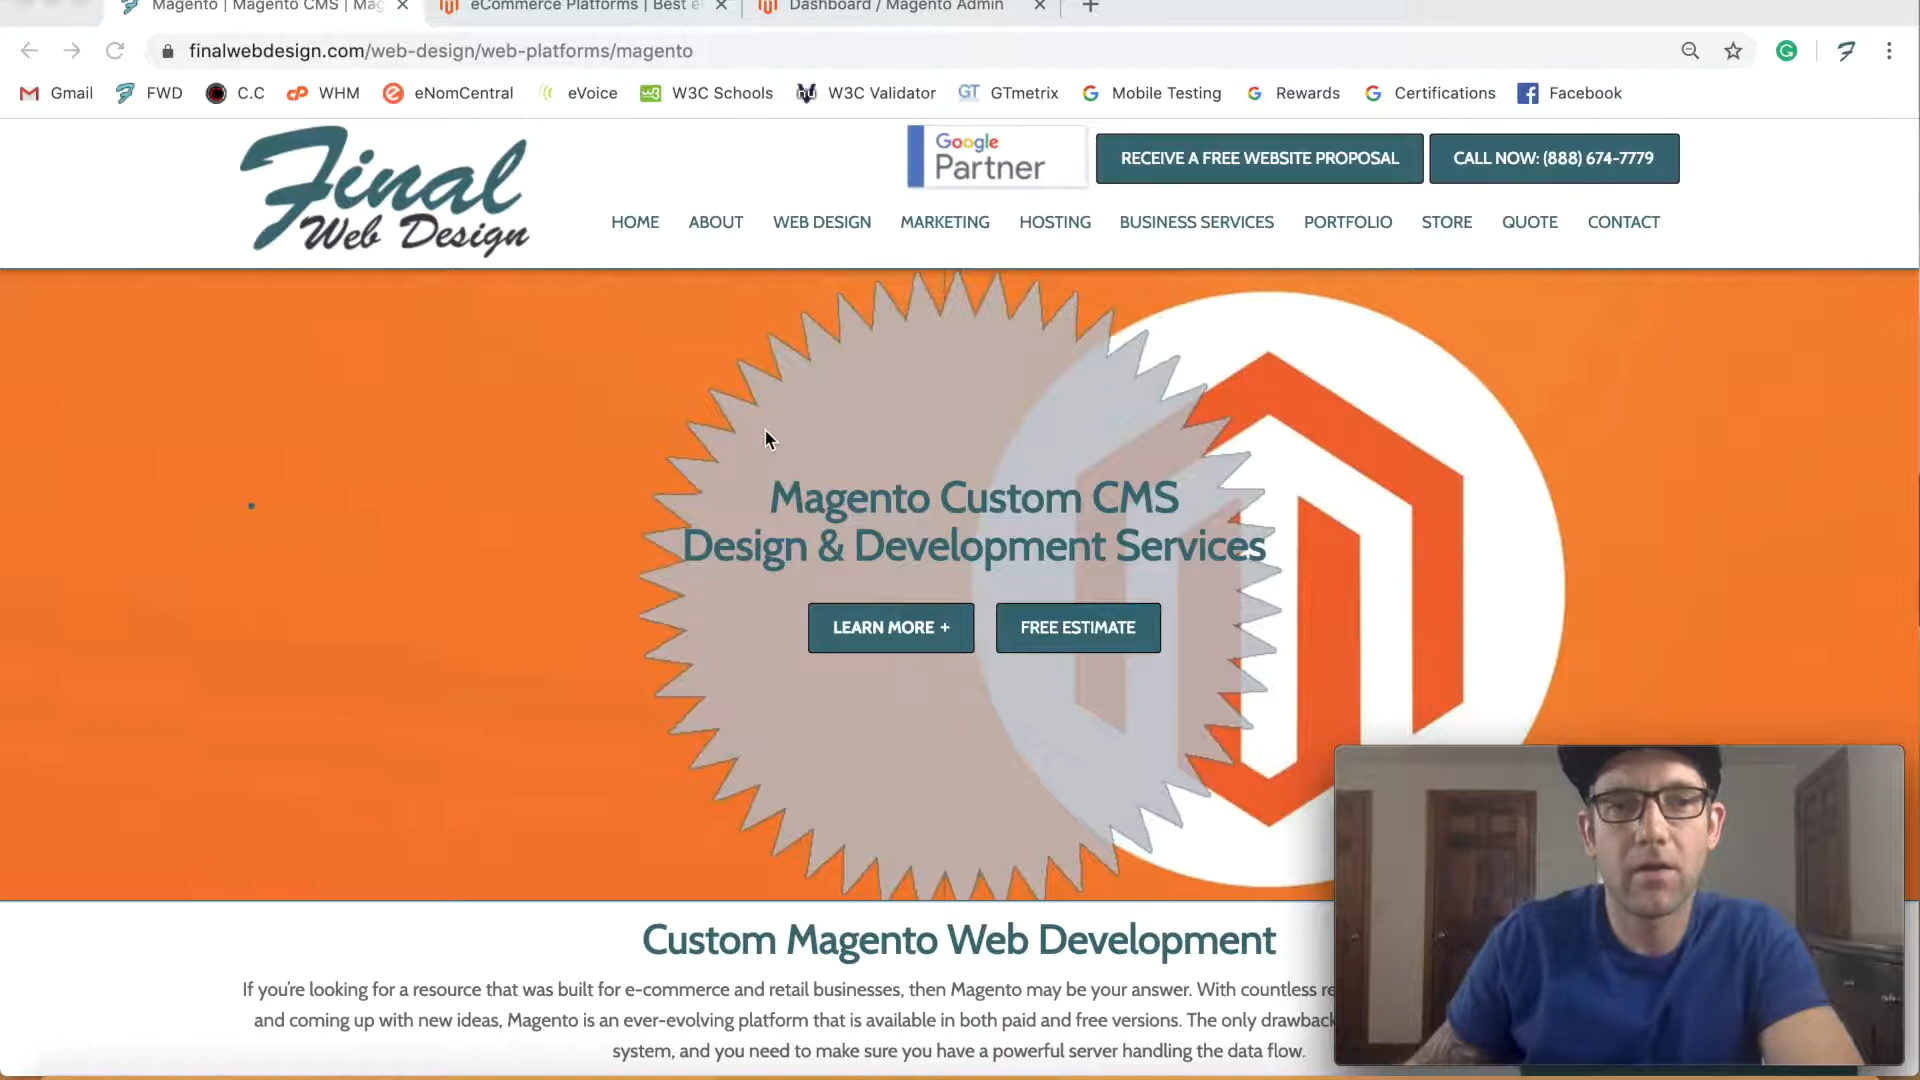 Magento | Magento CMS | Mag
eCommerce Platforms | Best e
Dashboard / Magento Admin
finalwebdesign.com/web-design/web-platforms/magento
Gmail
FWD
C.C
WHM
eNomCentral
eVoice
W3C Schools
W3C Validator
GTmetrix
Mobile Testing
Rewards
Certifications
Facebook
Final
Web Design
Google
Partner
RECEIVE A FREE WEBSITE PROPOSAL
CALL NOW: (888) 674-7779
HOME
ABOUT
WEB DESIGN
MARKETING
HOSTING
BUSINESS SERVICES
PORTFOLIO
STORE
QUOTE
CONTACT
Magento Custom CMS
Design & Development Services
LEARN MORE +
FREE ESTIMATE
Custom Magento Web Development
If you're looking for a resource that was built for e-commerce and retail businesses, then Magento may be your answer. With countless re
and coming up with new ideas, Magento is an ever-evolving platform that is available in both paid and free versions. The only drawback
system, and you need to make sure you have a powerful server handling the data flow.